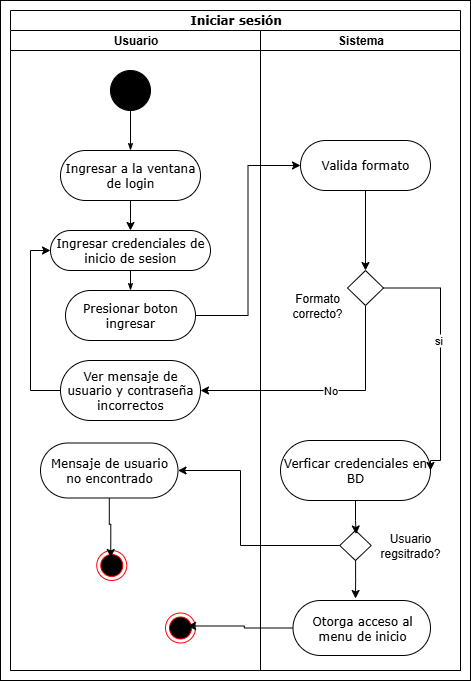 Iniciar sesión
Usuario
Sistema
Ingresar a la ventana
de login
Valida formato
Ingresar credenciales de
inicio de sesion
Presionar boton
ingresar
Formato
correcto?
si
No
Ver mensaje de
usuario y contraseña
incorrectos
Mensaje de usuario
no encontrado
Verficar credenciales en
BD
Usuario
regsitrado?
Otorga acceso al
menu de inicio